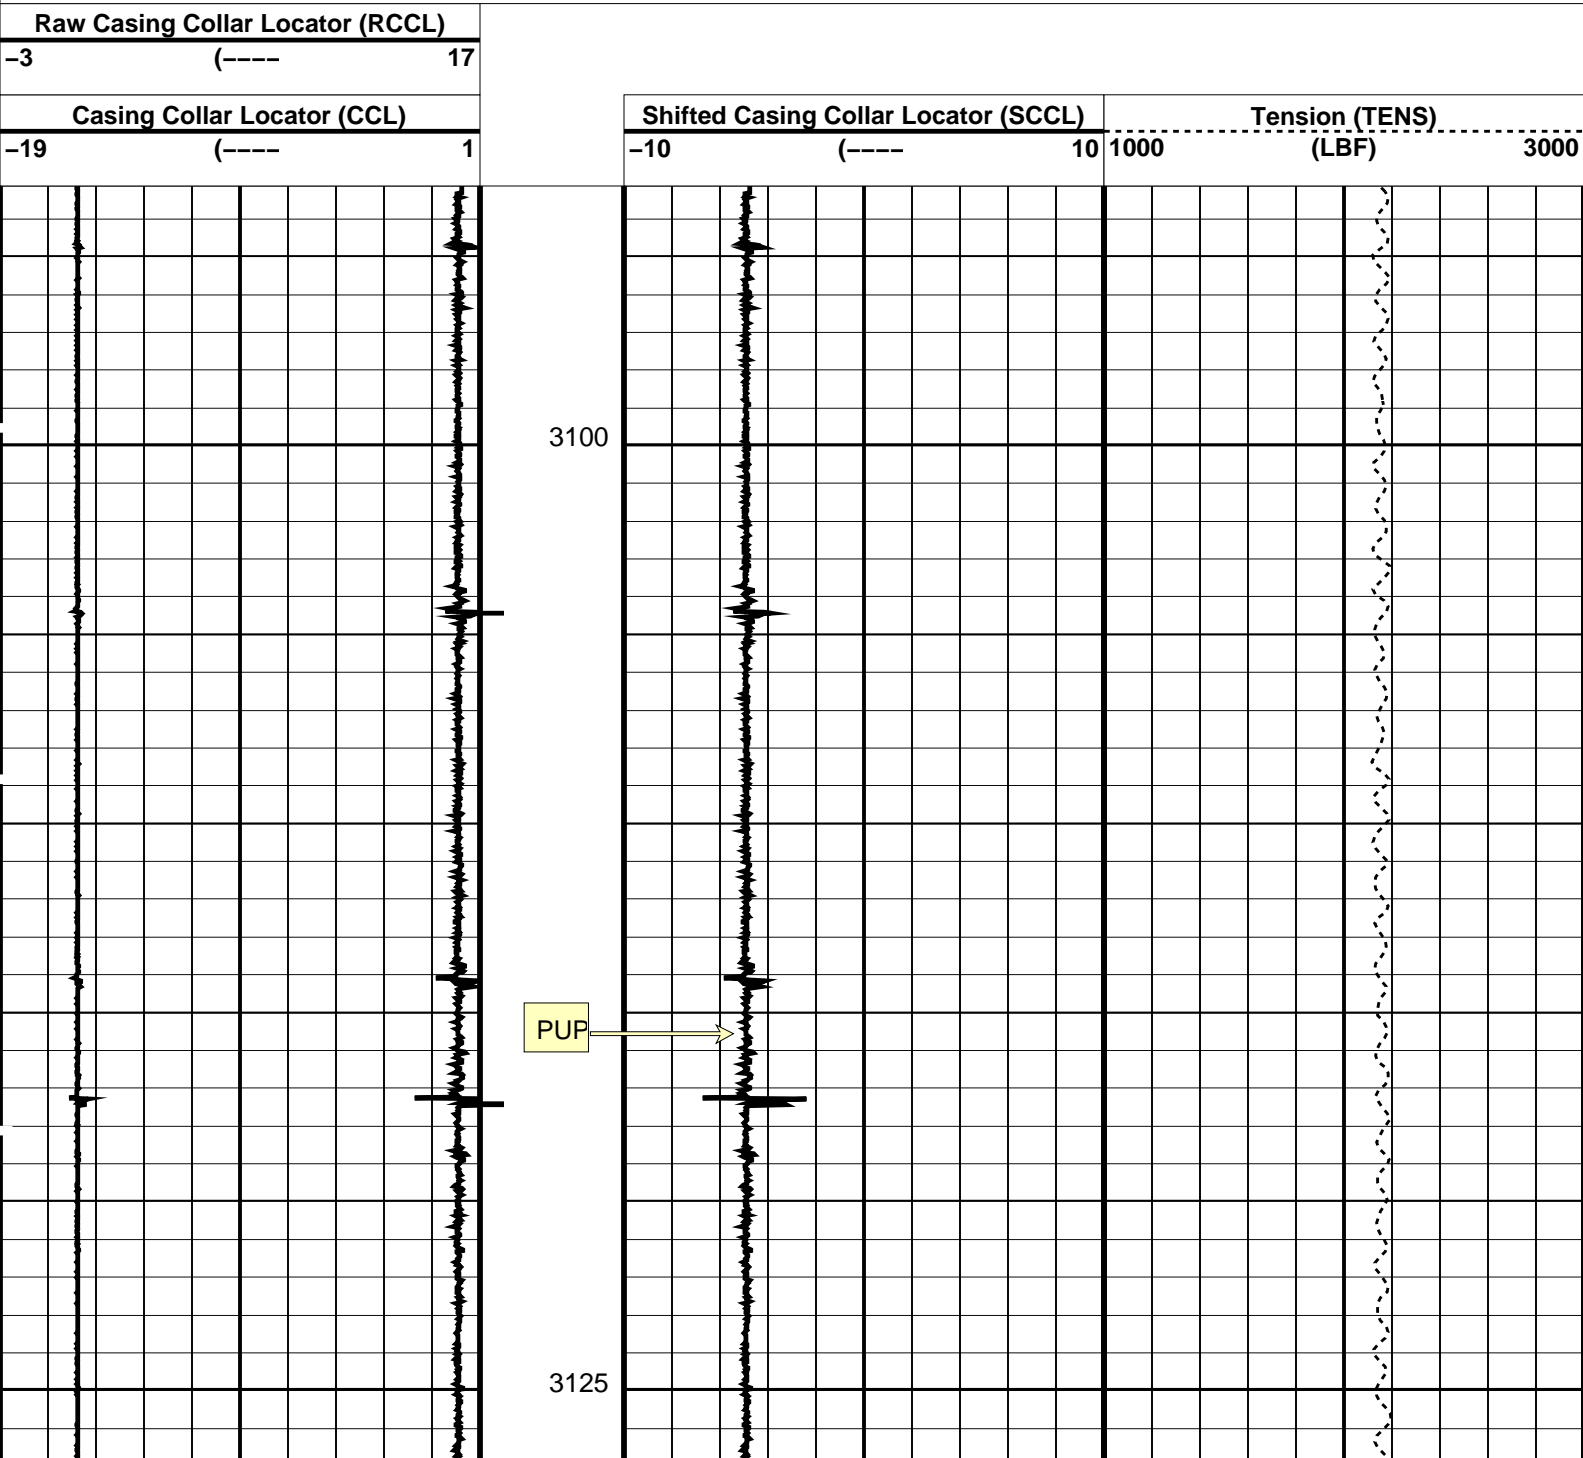 Raw Casing Collar Locator (RCCL)
−3 (−−−− 17
Casing Collar Locator (CCL) Shifted Casing Collar Locator (SCCL) Tension (TENS)
−19 (−−−− 1 −10 (−−−− 10 1000 (LBF) 3000
3100
PUP
3125